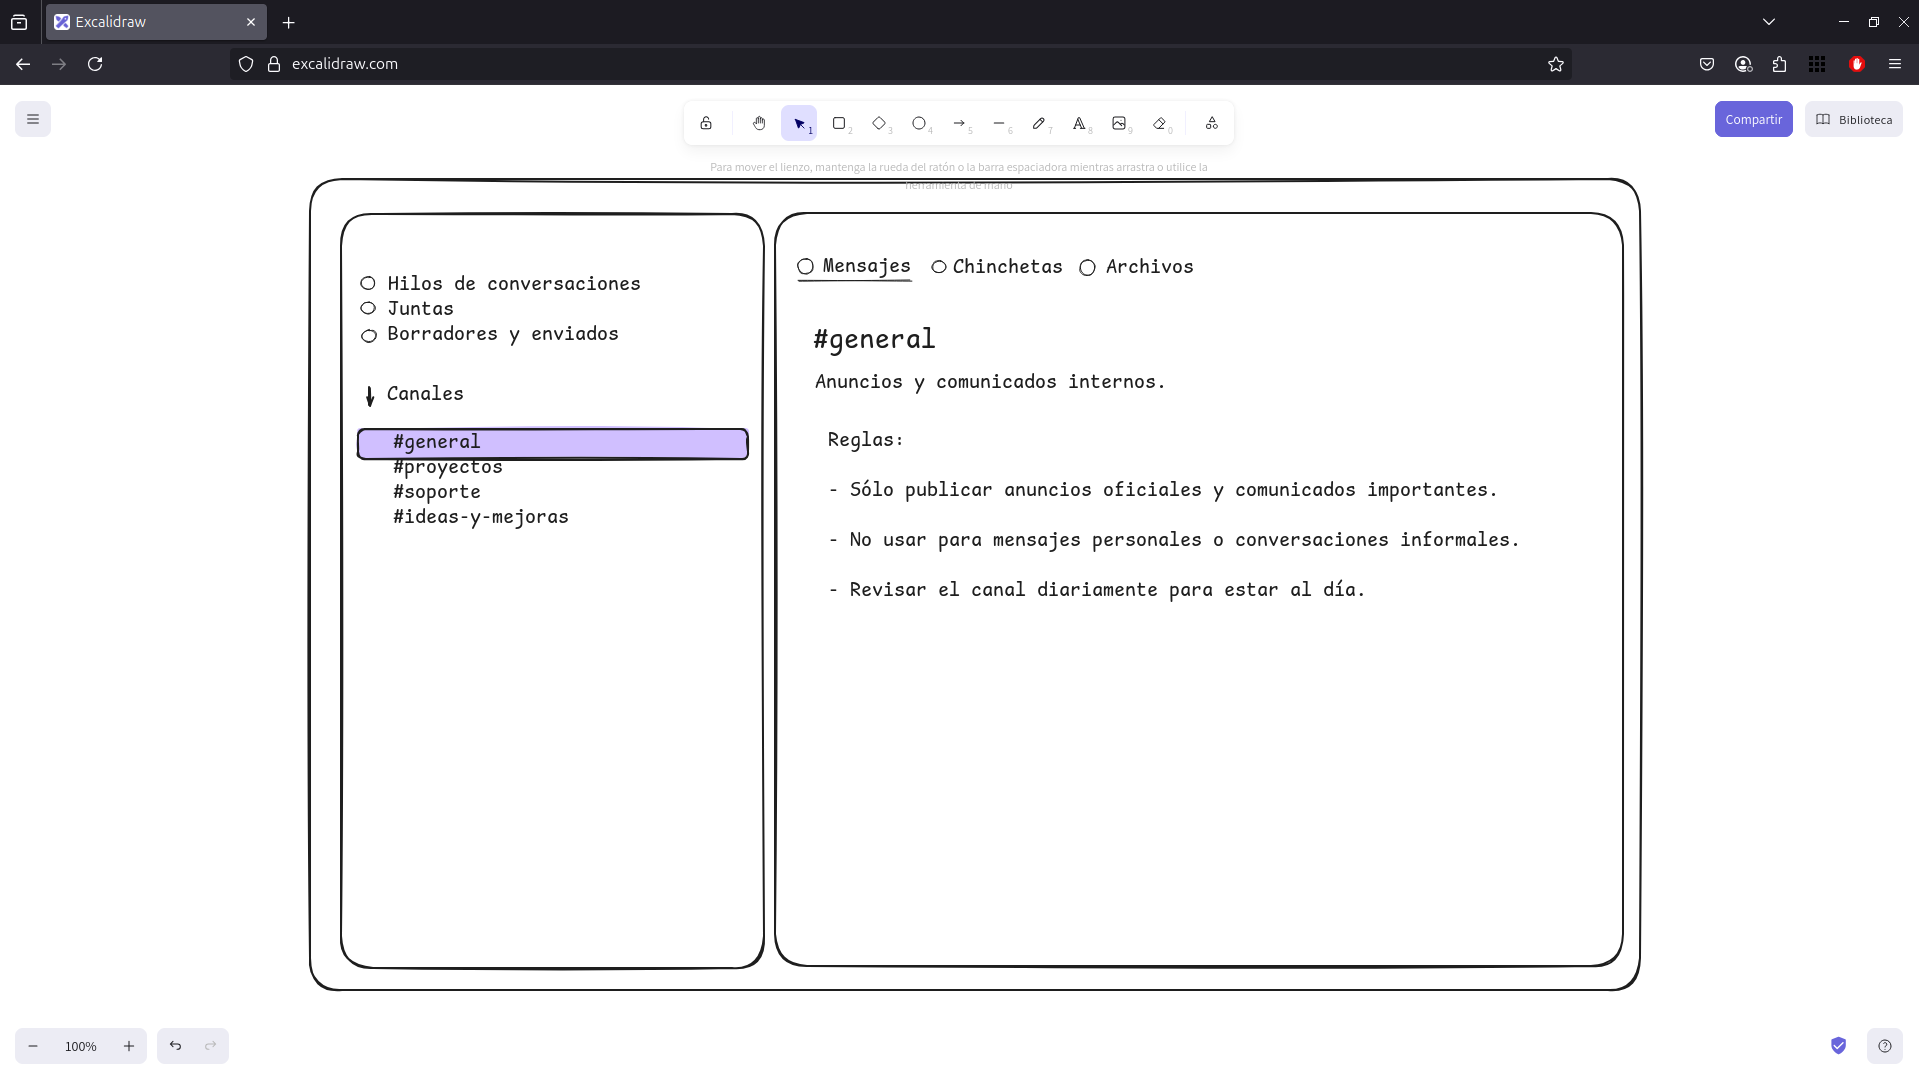 Excalidraw
excalidraw.com
1
2
3
4
5
6
7
8
9
0
Compartir
Biblioteca
Para mover el lienzo, mantenga la rueda del ratón o la barra espaciadora mientras arrastra o utilice la
herramienta de mano
Hilos de conversaciones
Juntas
Borradores y enviados
Canales
#general
#proyectos
#soporte
#ideas-y-mejoras
Mensajes Chinchetas Archivos
#general
Anuncios y comunicados internos.
Reglas:
- Sólo publicar anuncios oficiales y comunicados importantes.
- No usar para mensajes personales o conversaciones informales.
- Revisar el canal diariamente para estar al día.
100%